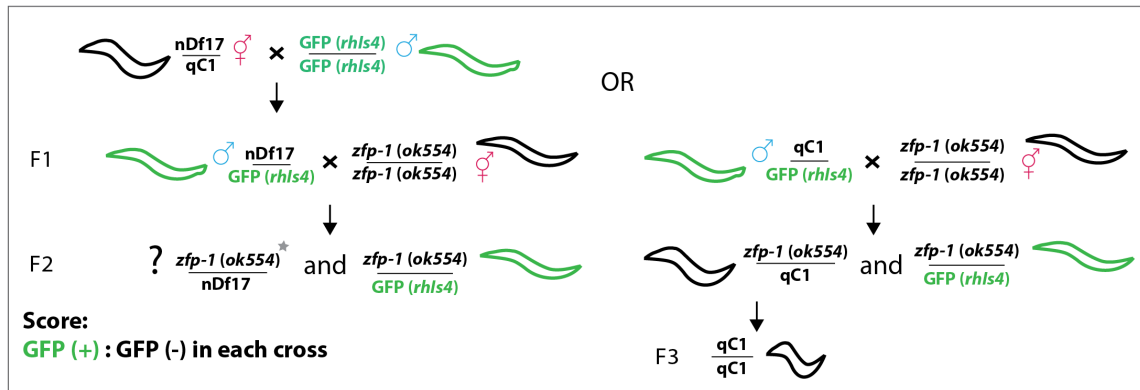 nDf17
qC1
⚥ × GFP (rhIs4)
GFP (rhIs4)
♂
OR
F1
♂ nDf17
GFP (rhIs4)
× zfp-1 (ok554)
zfp-1 (ok554)
⚥
♂ qC1
GFP (rhIs4)
× zfp-1 (ok554)
zfp-1 (ok554)
⚥
F2
? zfp-1 (ok554)★
nDf17
and
zfp-1 (ok554)
GFP (rhIs4)
zfp-1 (ok554)
qC1
and
zfp-1 (ok554)
GFP (rhIs4)
Score:
GFP (+) : GFP (-) in each cross
F3
qC1
qC1